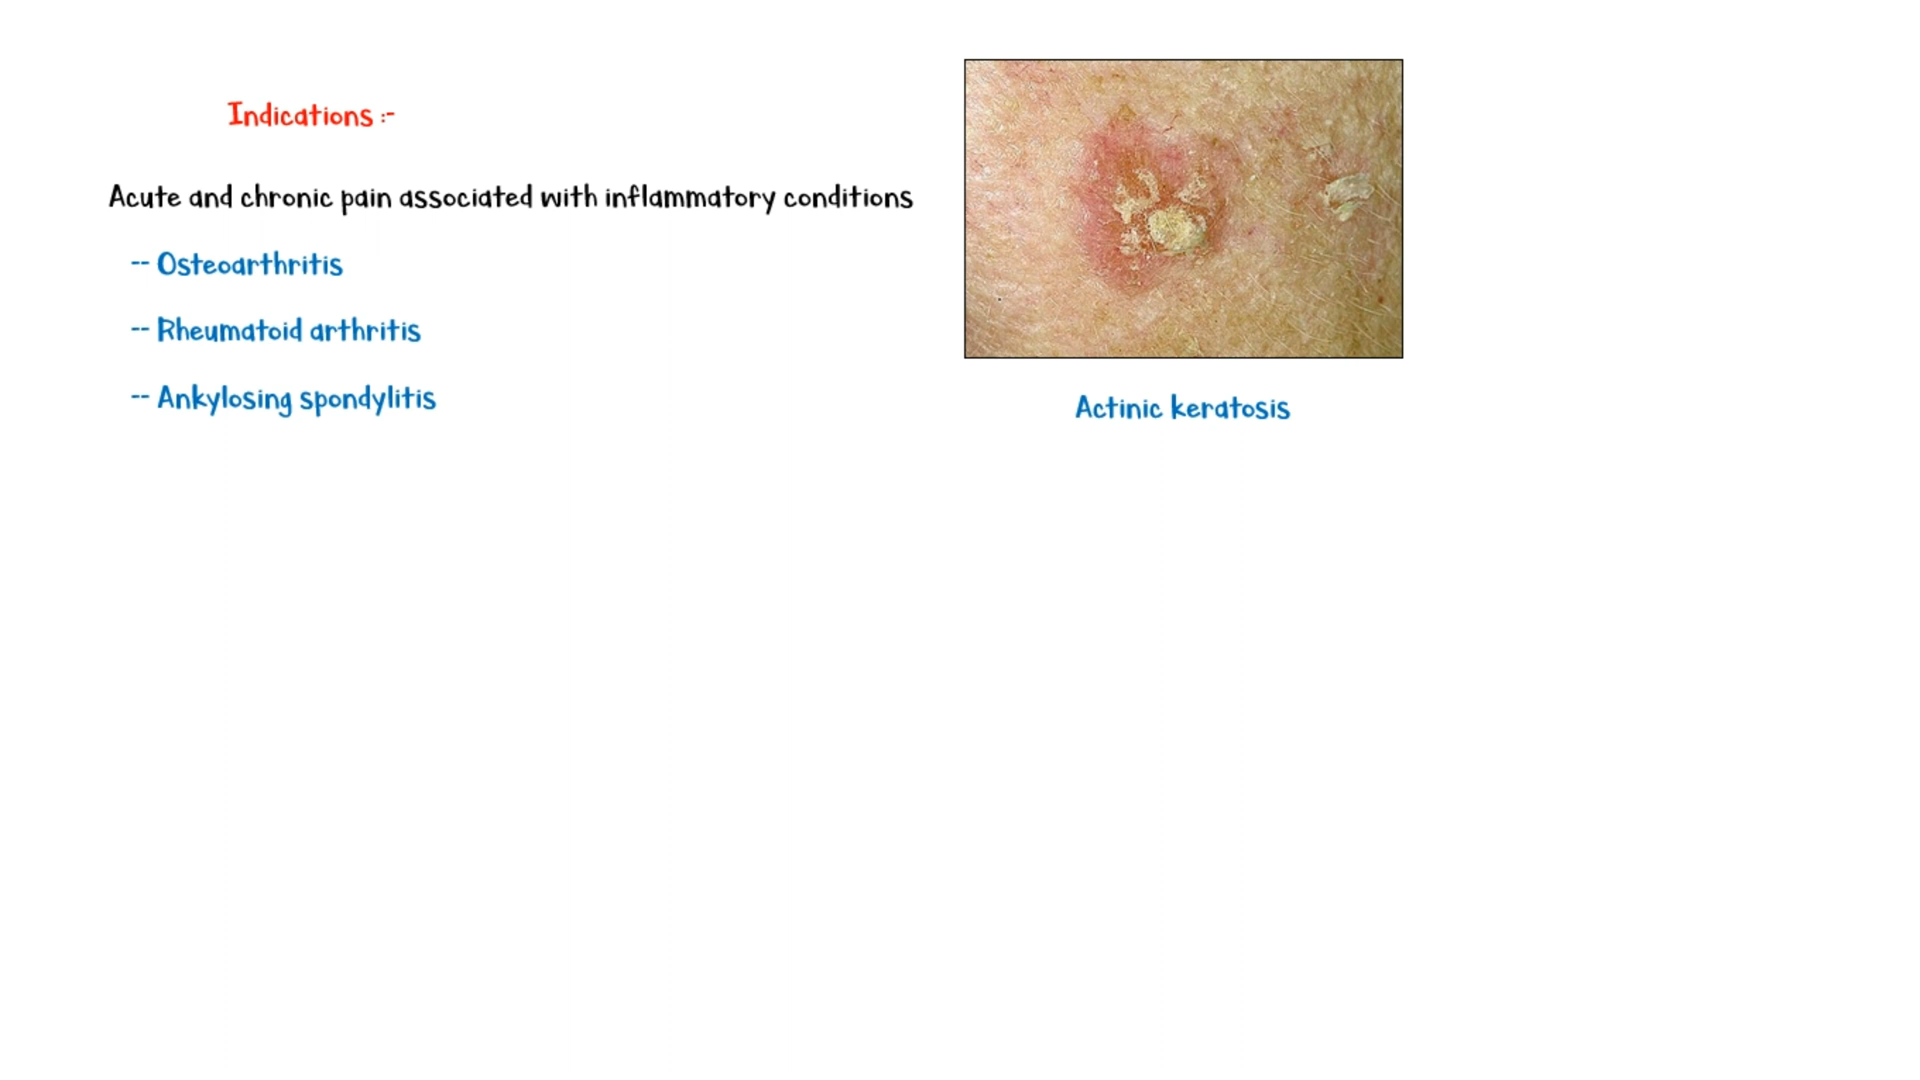 Indications :-
Acute and chronic pain associated with inflammatory conditions
-- Osteoarthritis
-- Rheumatoid arthritis
-- Ankylosing spondylitis
Actinic keratosis